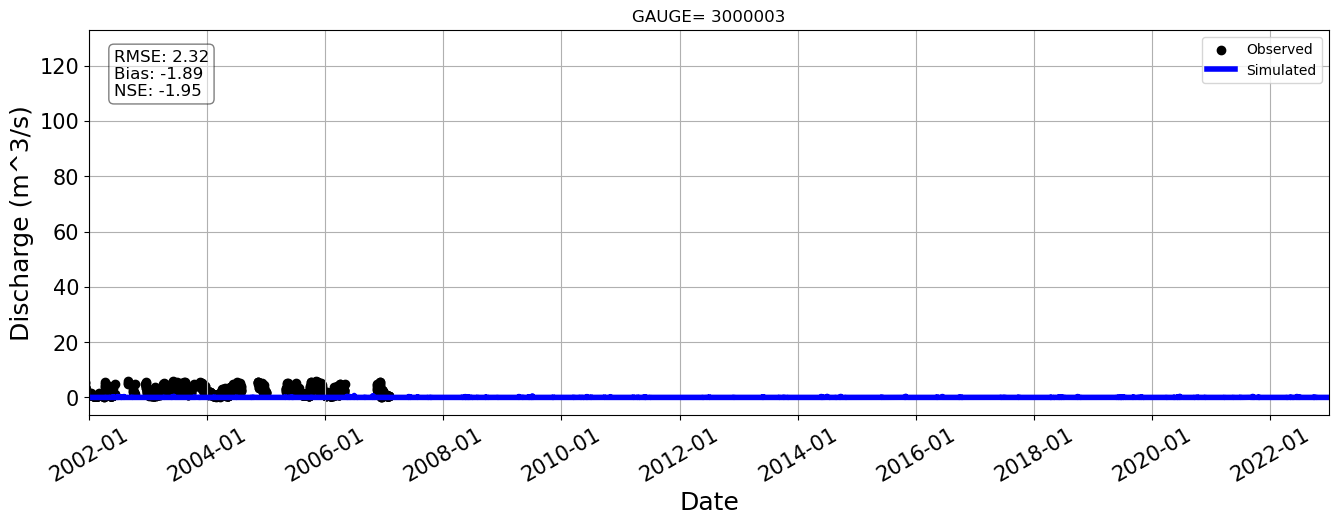 GAUGE= 3000003
RMSE: 2.32
Bias: -1.89
NSE: -1.95
Observed
Simulated
Discharge (m^3/s)
120
100
80
60
40
20
0
2002-01
2004-01
2006-01
2008-01
2010-01
2012-01
2014-01
2016-01
2018-01
2020-01
2022-01
Date